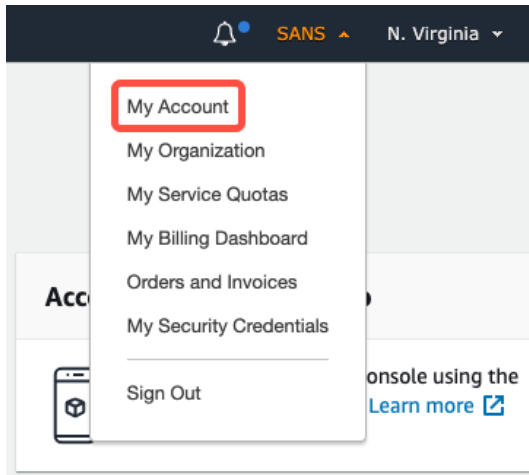 SANS N. Virginia
My Account
My Organization
My Service Quotas
My Billing Dashboard
Orders and Invoices
My Security Credentials
Sign Out
onsole using the
Learn more